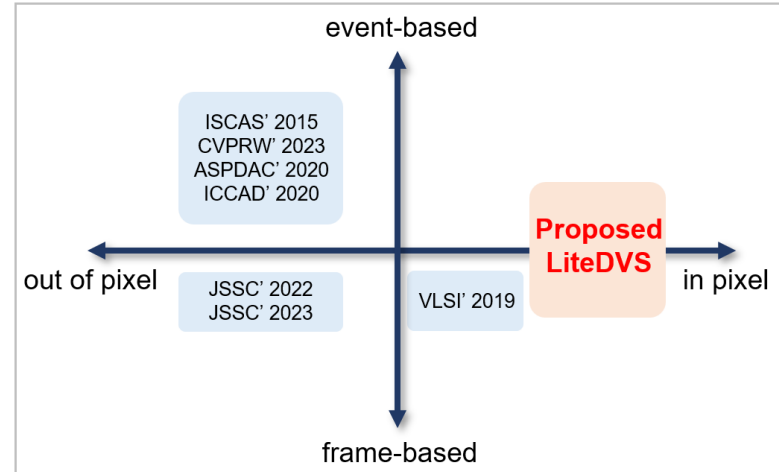 event-based
ISCAS’ 2015
CVPRW’ 2023
ASPDAC’ 2020
ICCAD’ 2020
Proposed
LiteDVS
out of pixel
in pixel
JSSC’ 2022
JSSC’ 2023
VLSI’ 2019
frame-based